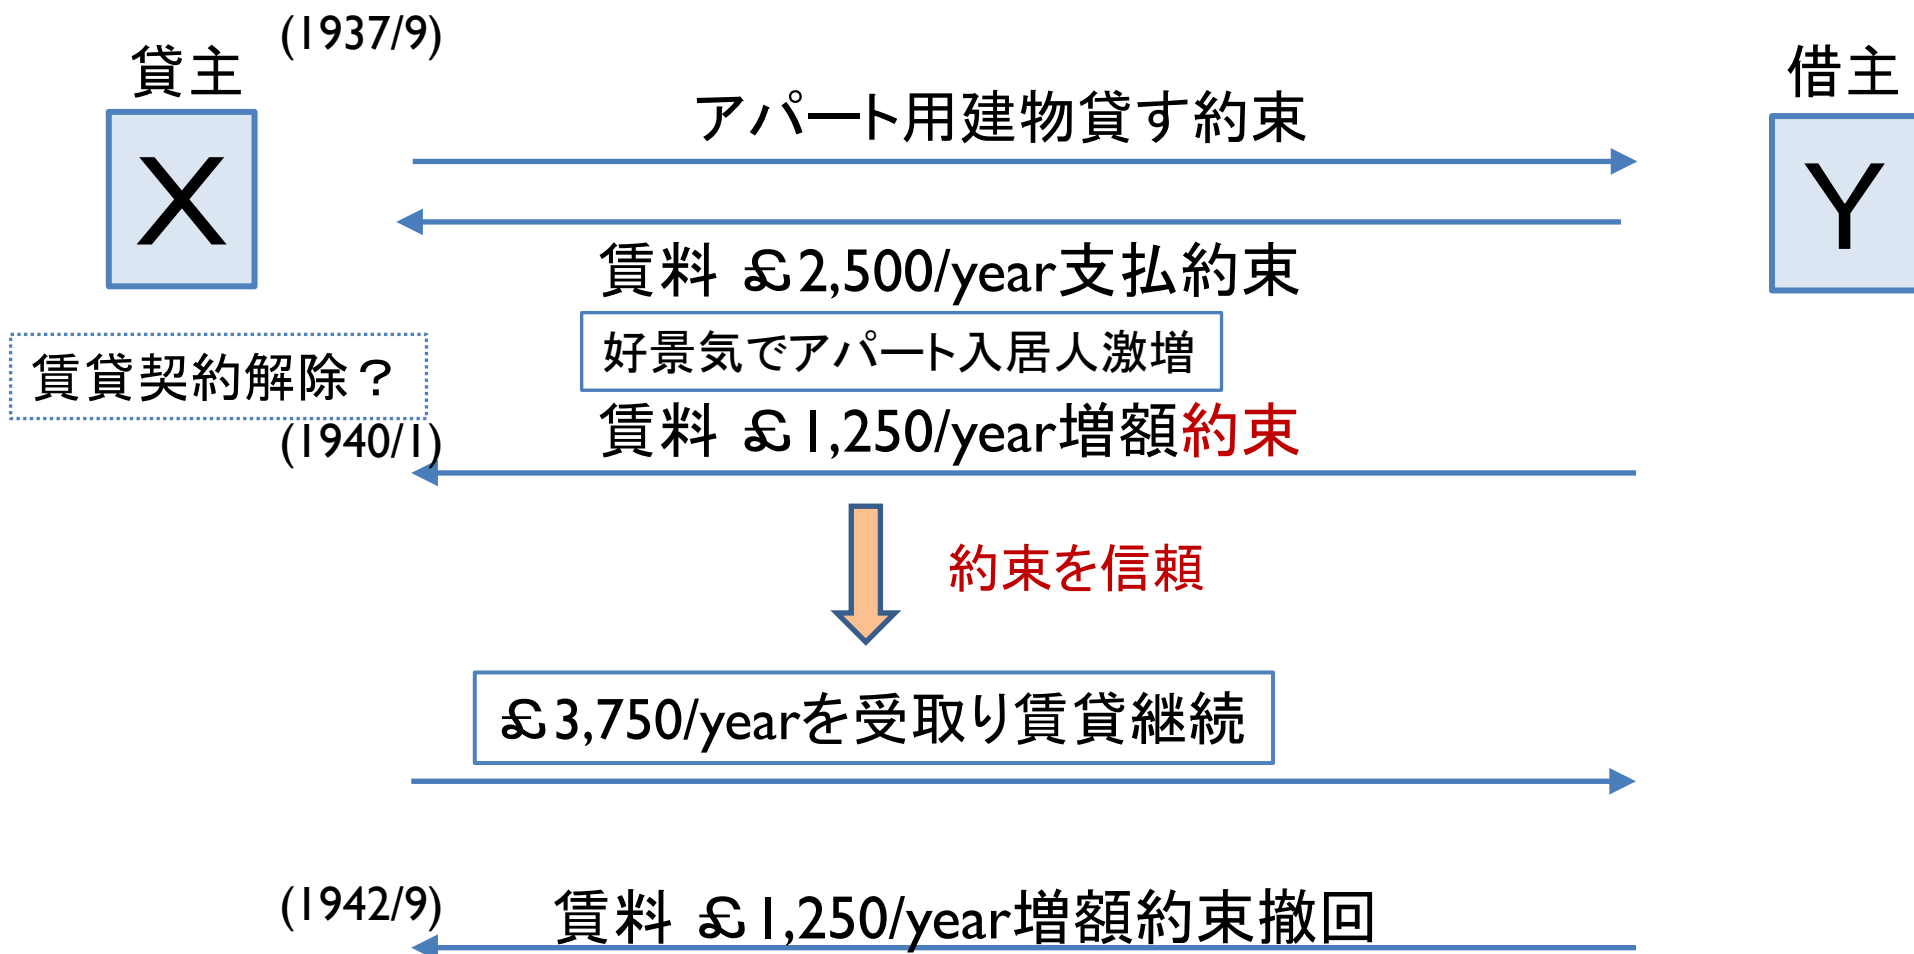 (1937/9)
貸主
借主
アパート用建物貸す約束
X
Y
賃料 £2,500/year支払約束
好景気でアパート入居人激増
賃貸契約解除？
賃料 £1,250/year増額約束
(1940/1)
約束を信頼
£3,750/yearを受取り賃貸継続
(1942/9)
賃料 £1,250/year増額約束撤回